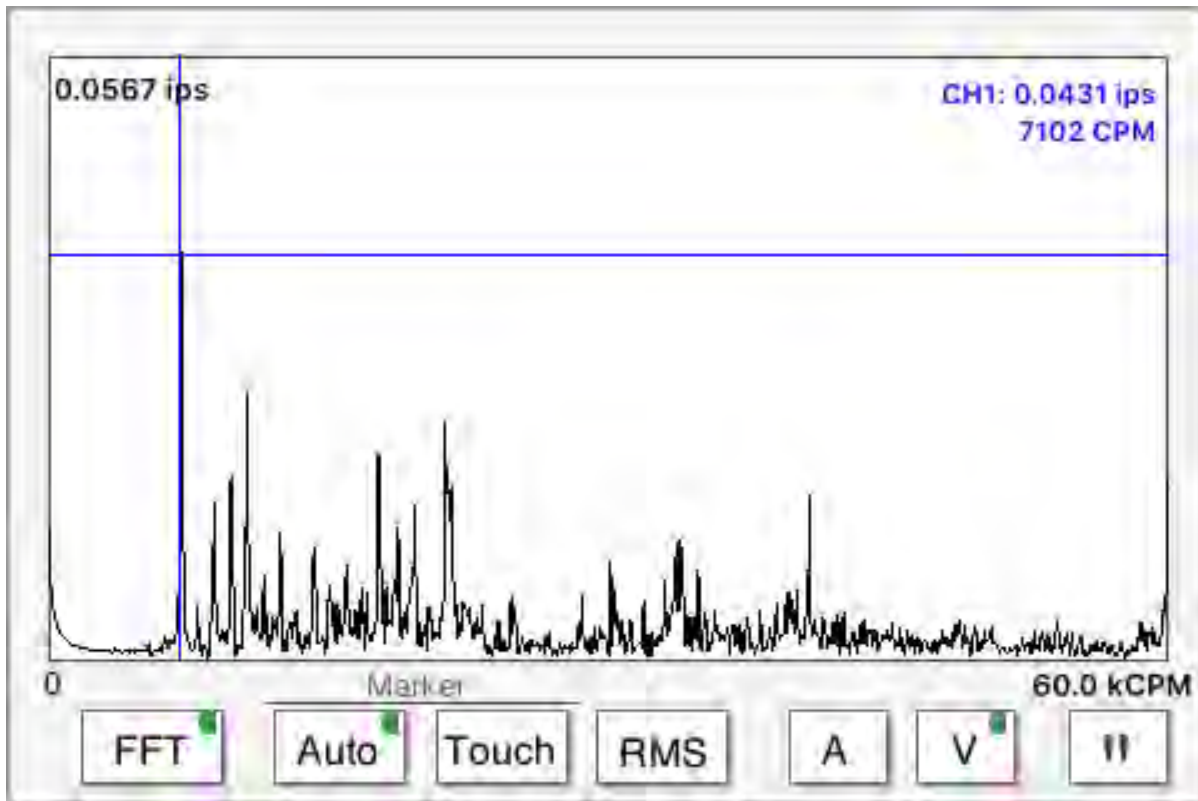 0.0567 ips
CH1: 0.0431 ips
7102 CPM
0
Marker
60.0 kCPM
FFT
Auto
Touch
RMS
A
V